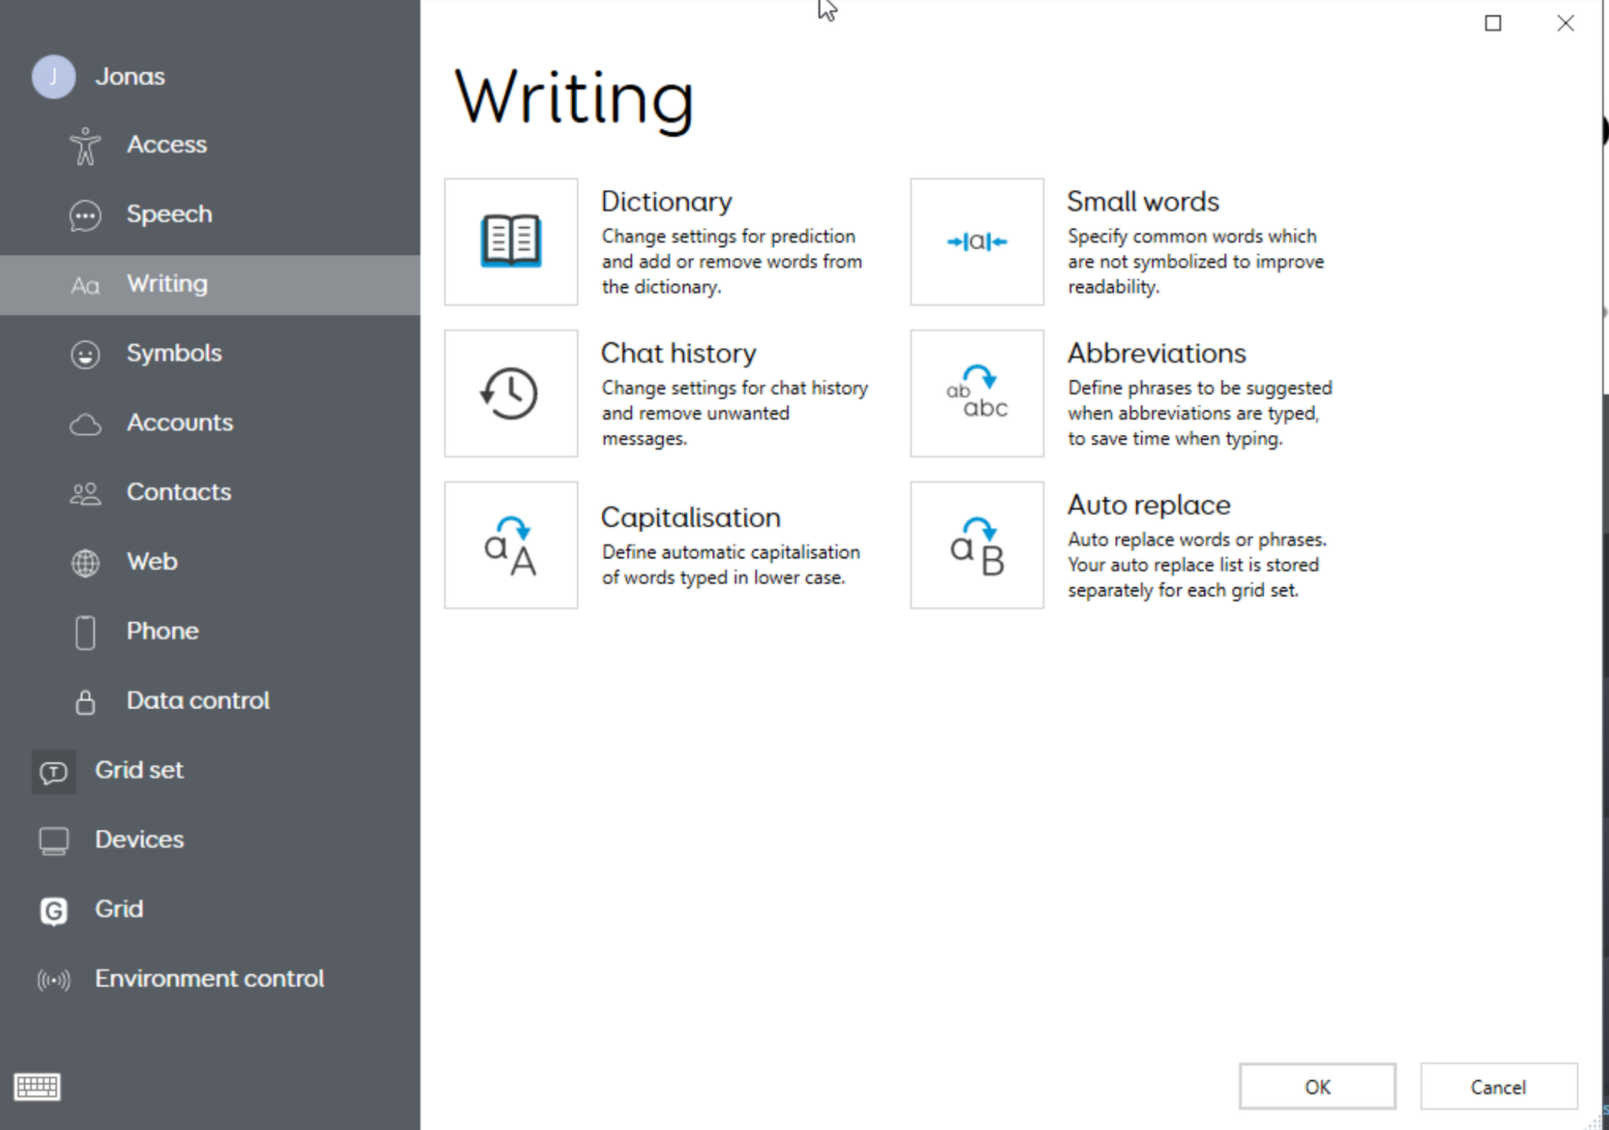 J
Jonas
Access
Speech
Aa
Writing
Symbols
Accounts
Contacts
Web
Phone
Data control
T
Grid set
Devices
G
Grid
Environment control
Writing
Dictionary
Change settings for prediction
and add or remove words from
the dictionary.
a
Small words
Specify common words which
are not symbolized to improve
readability.
Chat history
Change settings for chat history
and remove unwanted
messages.
ab
abc
Abbreviations
Define phrases to be suggested
when abbreviations are typed,
to save time when typing.
a A
Capitalisation
Define automatic capitalisation
of words typed in lower case.
a B
Auto replace
Auto replace words or phrases.
Your auto replace list is stored
separately for each grid set.
OK
Cancel